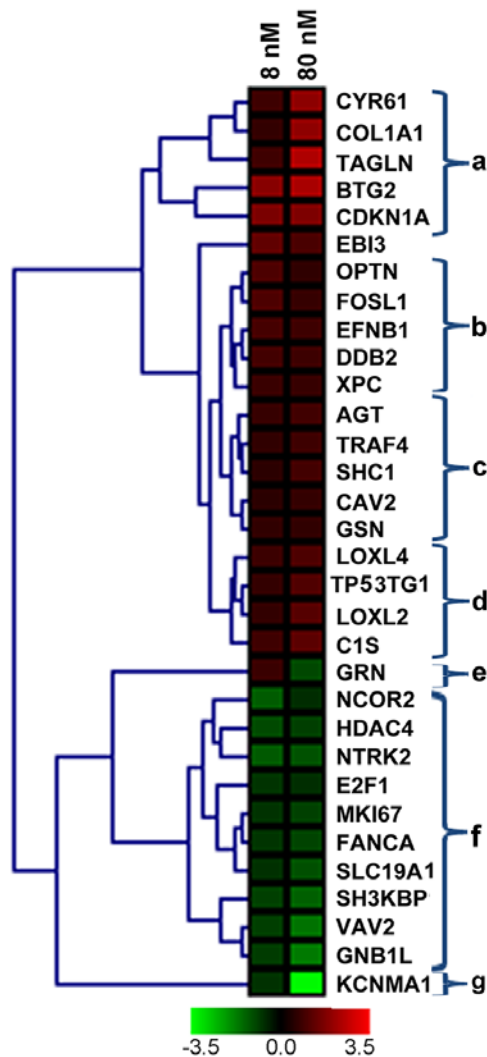 8 nM 80 nM
CYR61
COL1A1
TAGLN
a
BTG2
CDKN1A
EBI3
OPTN
FOSL1
EFNB1
b
DDB2
XPC
AGT
TRAF4
SHC1
c
CAV2
GSN
LOXL4
TP53TG1
d
LOXL2
C1S
GRN
e
NCOR2
HDAC4
NTRK2
E2F1
MKI67
f
FANCA
SLC19A1
SH3KBP
VAV2
GNB1L
KCNMA1
g
-3.5 0.0 3.5